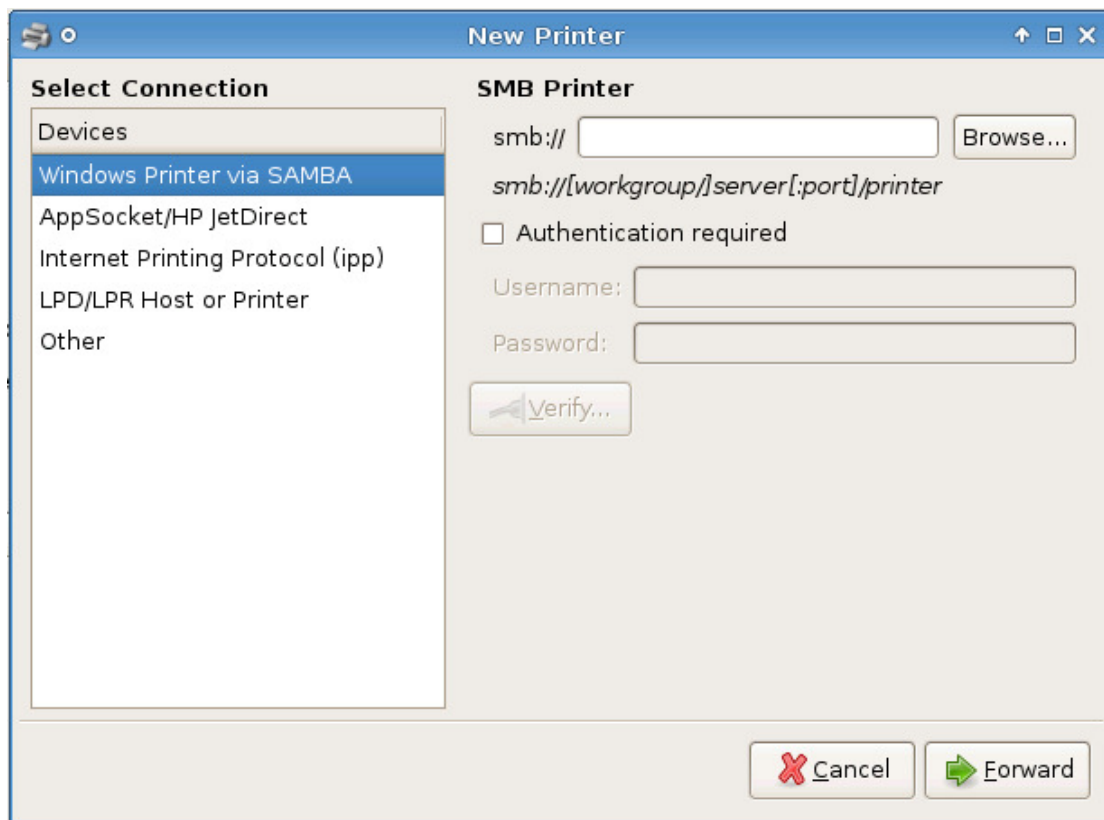 New Printer
Select Connection
Devices
Windows Printer via SAMBA
AppSocket/HP JetDirect
Internet Printing Protocol (ipp)
LPD/LPR Host or Printer
Other
SMB Printer
smb://
Browse...
smb://[workgroup/]server[:port]/printer
Authentication required
Username:
Password:
Verify...
Cancel
Forward